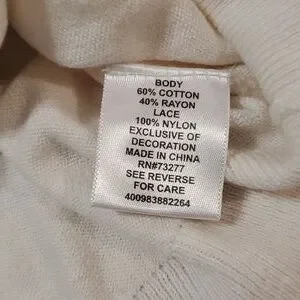 BODY
60% COTTON
40% RAYON
LACE
100% NYLON
EXCLUSIVE OF
DECORATION
MADE IN CHINA
RN#73277
SEE REVERSE
FOR CARE
400983882264